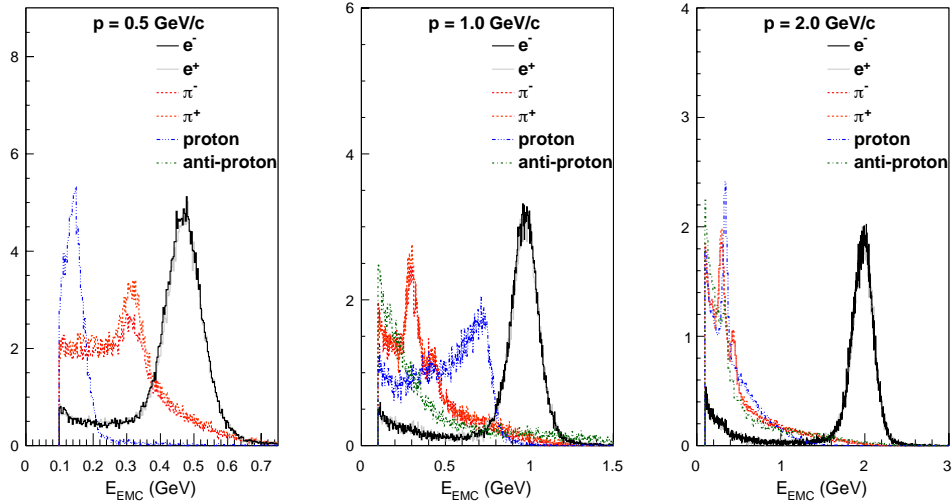 p = 0.5 GeV/c
e⁻
e⁺
π⁻
π⁺
proton
anti-proton
8
6
4
2
0
0 0.1 0.2 0.3 0.4 0.5 0.6 0.7
E_EMC (GeV)
p = 1.0 GeV/c
e⁻
e⁺
π⁻
π⁺
proton
anti-proton
6
4
2
0
0 0.5 1 1.5
E_EMC (GeV)
p = 2.0 GeV/c
e⁻
e⁺
π⁻
π⁺
proton
anti-proton
4
3
2
1
0
0 1 2 3
E_EMC (GeV)